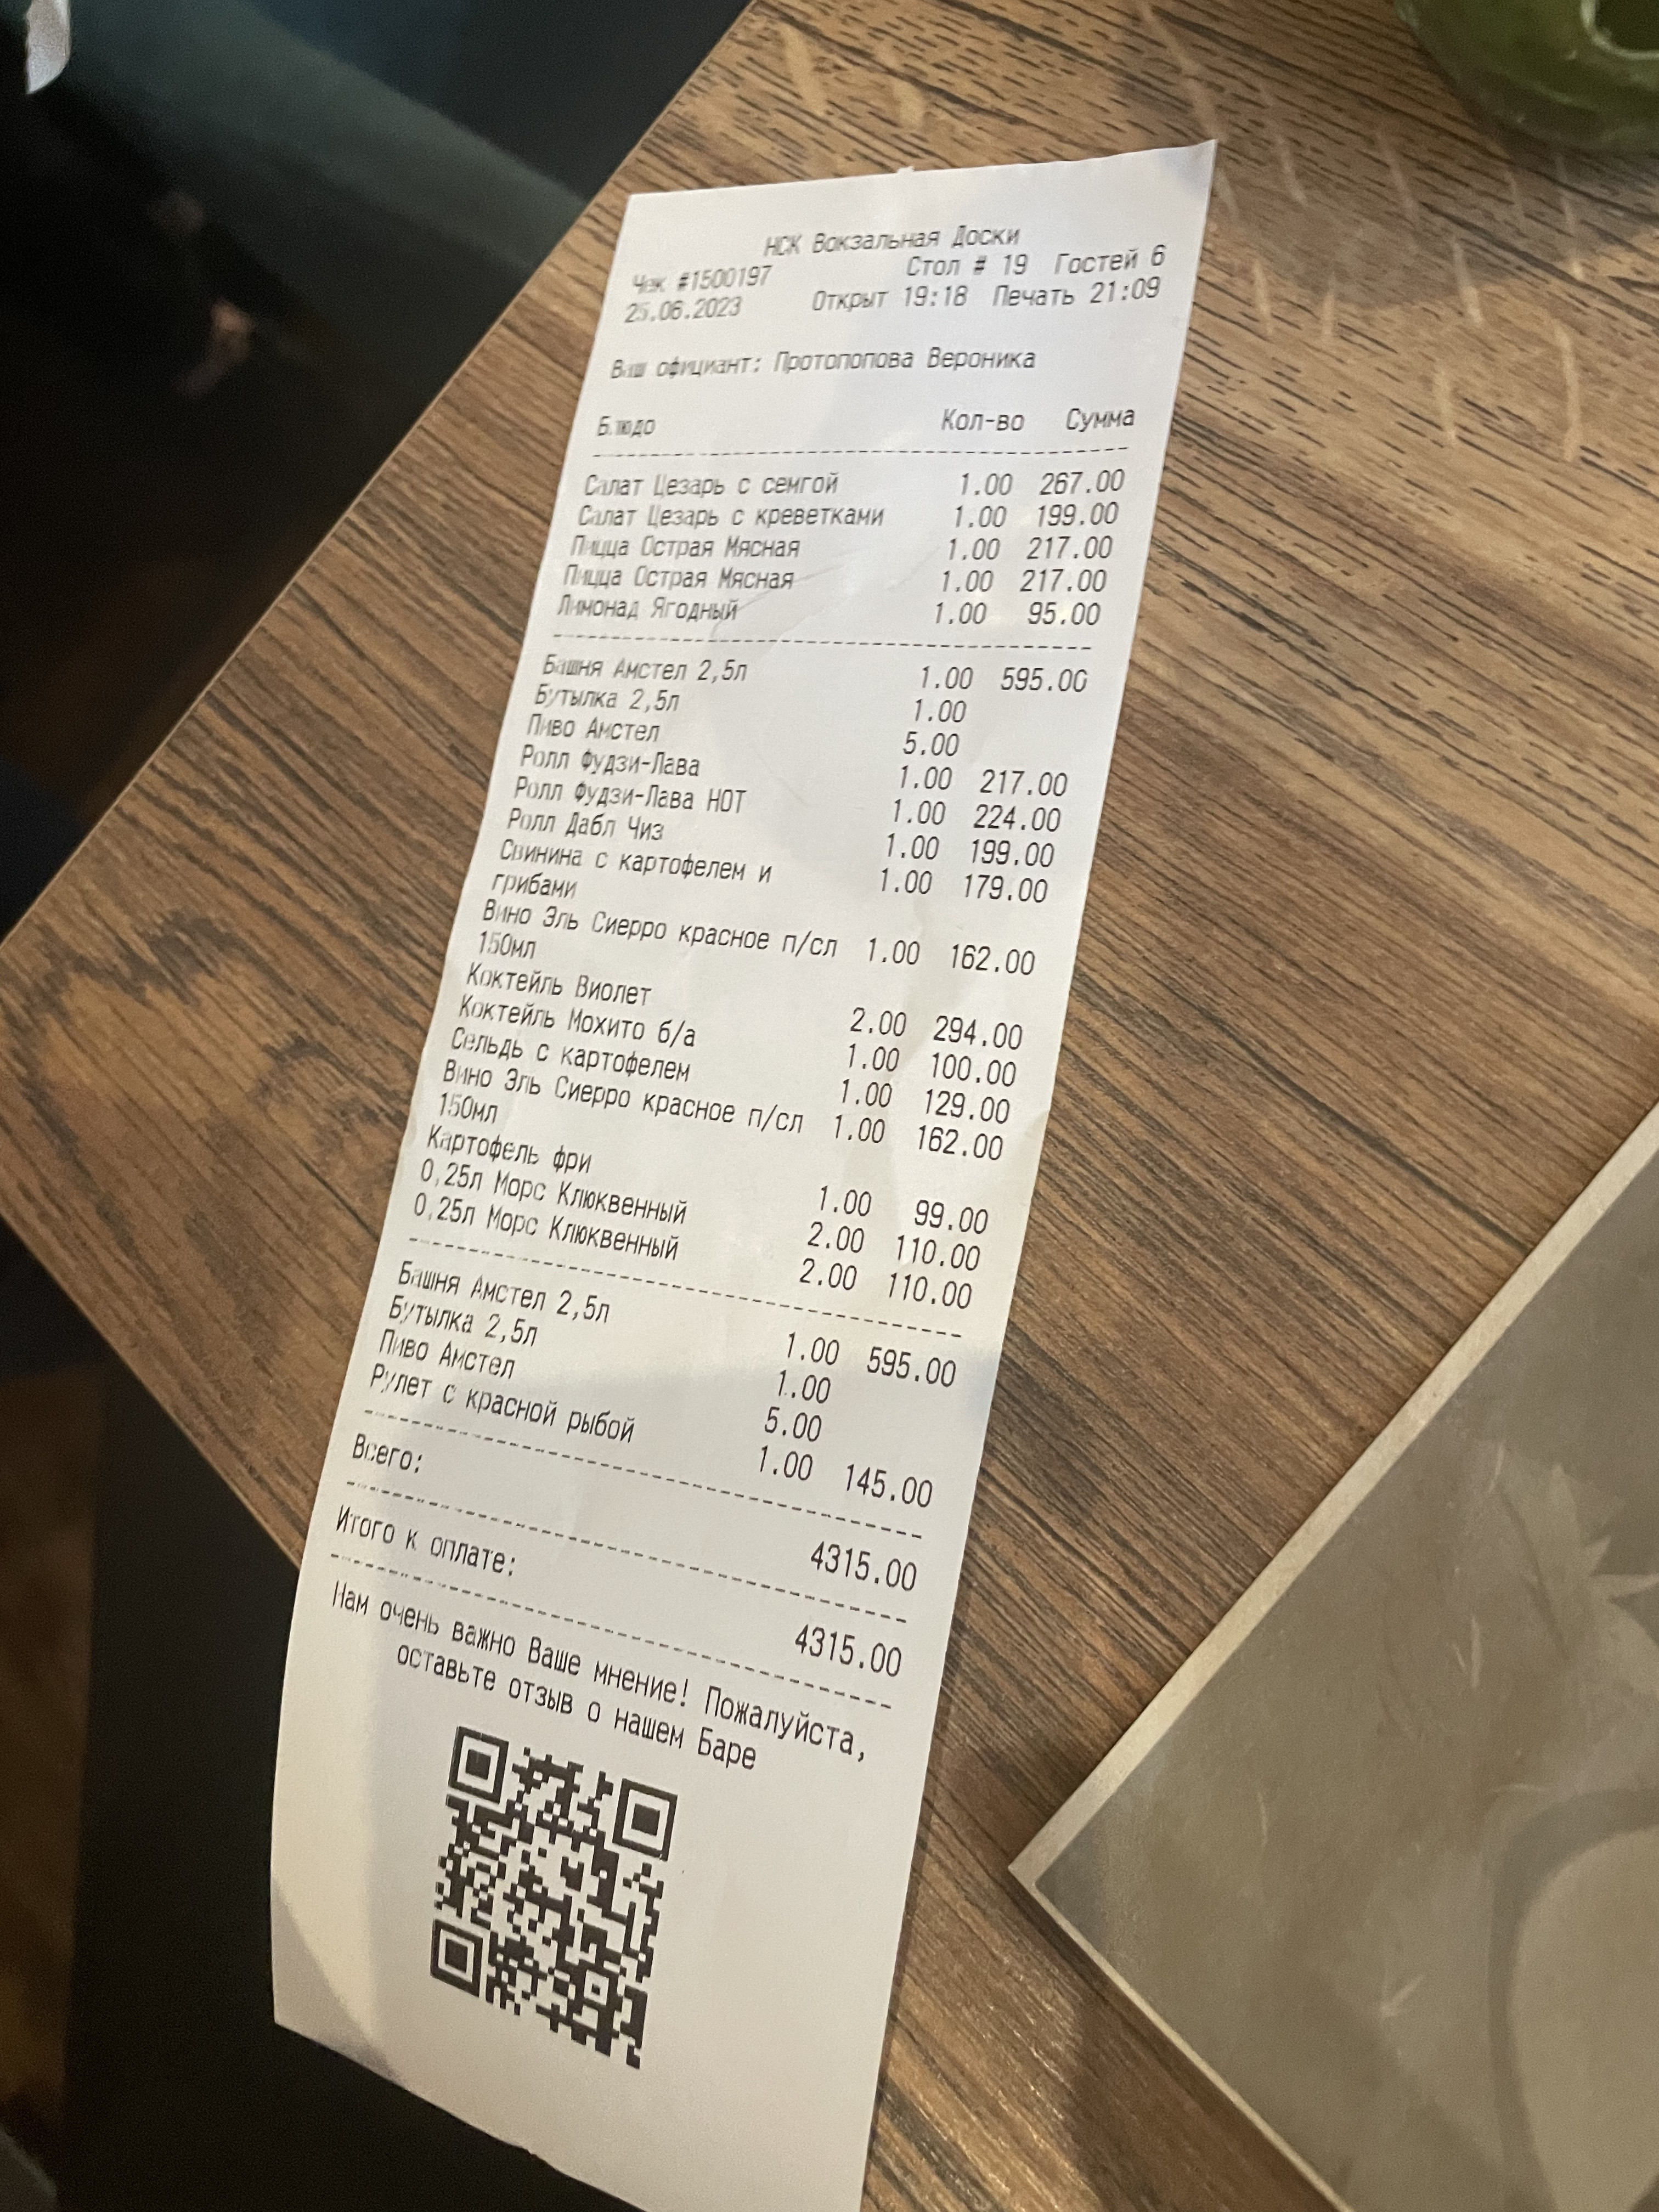 НСК Вокзальная Доски
Чек #1500197 Стол # 19 Гостей 6
25.06.2023 Открыт 19:18 Печать 21:09
Ваш официант: Протопопова Вероника
Блюдо Кол-во Сумма
Салат Цезарь с семгой 1.00 267.00
Салат Цезарь с креветками 1.00 199.00
Пицца Острая Мясная 1.00 217.00
Пицца Острая Мясная 1.00 217.00
Лимонад Ягодный 1.00 95.00
Башня Амстел 2,5л 1.00 595.00
Бутылка 2,5л 1.00
Пиво Амстел 5.00
Ролл Фудзи-Лава 1.00 217.00
Ролл Фудзи-Лава НОТ 1.00 224.00
Ролл Дабл Чиз 1.00 199.00
Свинина с картофелем и 1.00 179.00
грибами
Вино Эль Сиерро красное п/сл 1.00 162.00
150мл
Коктейль Виолет 2.00 294.00
Коктейль Мохито б/а 1.00 100.00
Сельдь с картофелем 1.00 129.00
Вино Эль Сиерро красное п/сл 1.00 162.00
150мл
Картофель фри 1.00 99.00
0,25л Морс Клюквенный 2.00 110.00
0,25л Морс Клюквенный 2.00 110.00
Башня Амстел 2,5л 1.00 595.00
Бутылка 2,5л 1.00
Пиво Амстел 5.00
Рулет с красной рыбой 1.00 145.00
Всего: 4315.00
Итого к оплате: 4315.00
Нам очень важно Ваше мнение! Пожалуйста,
оставьте отзыв о нашем Баре